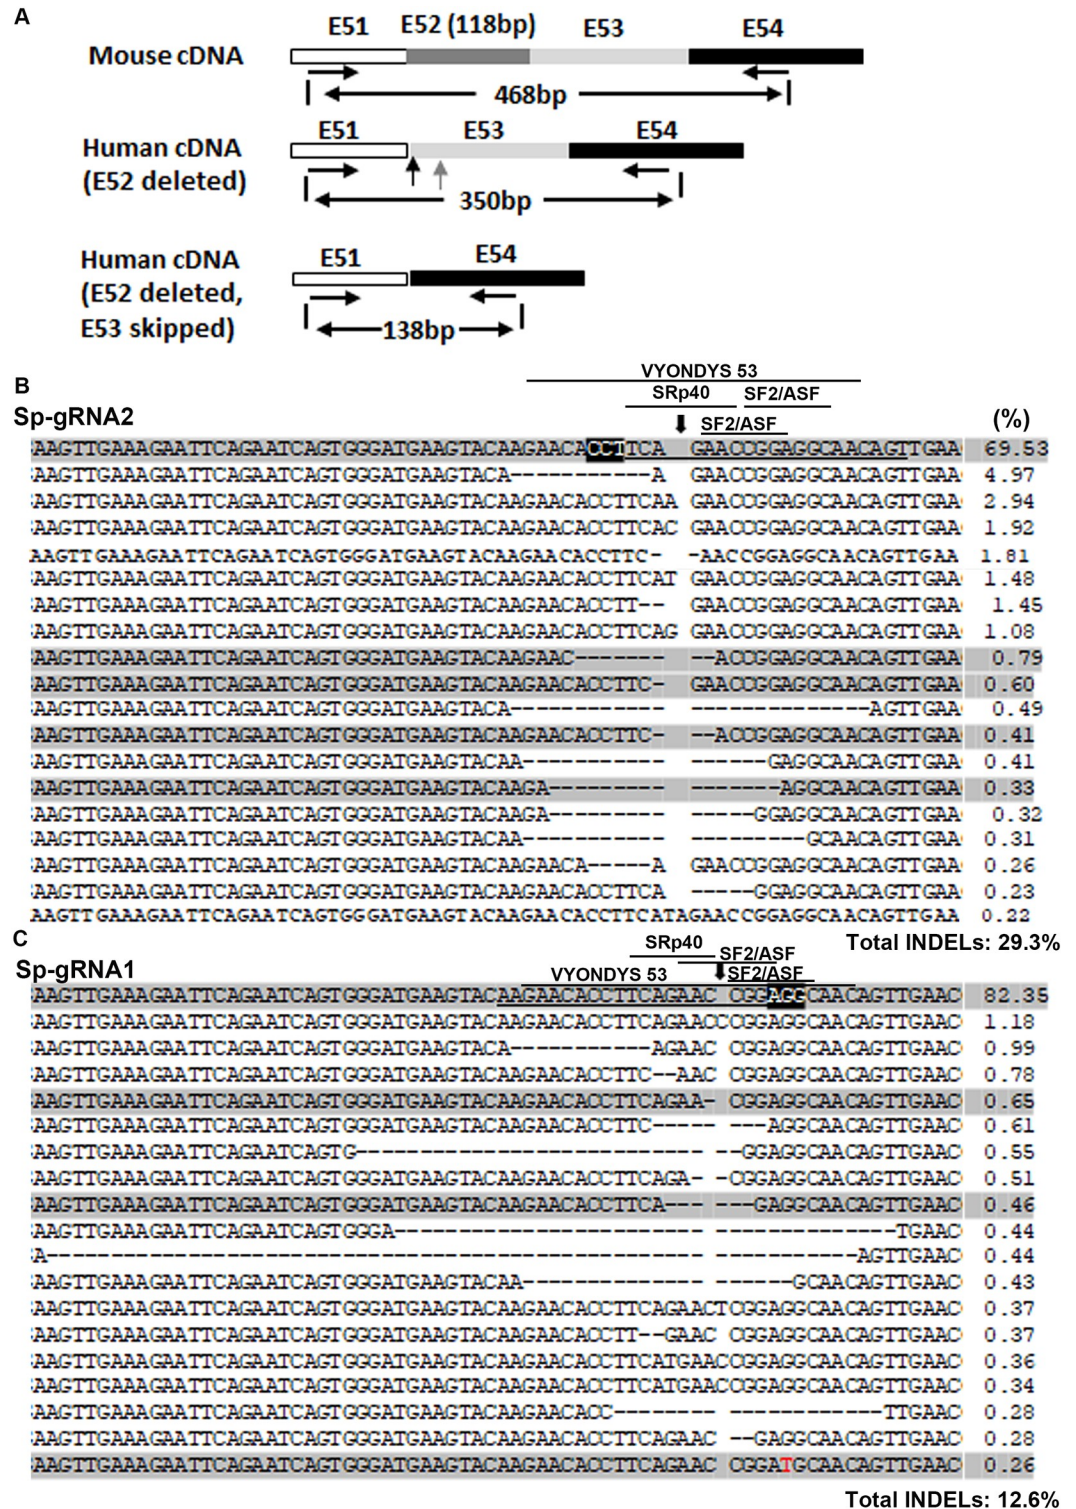 A
E51 E52 (118bp) E53 E54
Mouse cDNA
468bp
E51 E53 E54
Human cDNA
(E52 deleted)
350bp
E51 E54
Human cDNA
(E52 deleted,
E53 skipped)
138bp
B
VYONDYS 53
SRp40 SF2/ASF
Sp-gRNA2
SF2/ASF
(%)
AAGTTGAAAGAATTCAGAATCAGTGGGATGAAGTACAAGAACACCTTCA GAACCGGAGGCAACAGTTGAA 69.53
AAGTTGAAAGAATTCAGAATCAGTGGGATGAAGTACA-----------A GAACCGGAGGCAACAGTTGAA 4.97
AAGTTGAAAGAATTCAGAATCAGTGGGATGAAGTACAAGAACACCTTCAA GAACCGGAGGCAACAGTTGAA 2.94
AAGTTGAAAGAATTCAGAATCAGTGGGATGAAGTACAAGAACACCTTCAC GAACCGGAGGCAACAGTTGAA 1.92
AAGTTGAAAGAATTCAGAATCAGTGGGATGAAGTACAAGAACACCTTC- -AACCGGAGGCAACAGTTGAA 1.81
AAGTTGAAAGAATTCAGAATCAGTGGGATGAAGTACAAGAACACCTTCAT GAACCGGAGGCAACAGTTGAA 1.48
AAGTTGAAAGAATTCAGAATCAGTGGGATGAAGTACAAGAACACCTT-- GAACCGGAGGCAACAGTTGAA 1.45
AAGTTGAAAGAATTCAGAATCAGTGGGATGAAGTACAAGAACACCTTCAG GAACCGGAGGCAACAGTTGAA 1.08
AAGTTGAAAGAATTCAGAATCAGTGGGATGAAGTACAAGAAC------- --ACCGGAGGCAACAGTTGAA 0.79
AAGTTGAAAGAATTCAGAATCAGTGGGATGAAGTACAAGAACACCTTC- GAACCGGAGGCAACAGTTGAA 0.60
AAGTTGAAAGAATTCAGAATCAGTGGGATGAAGTACA------------ --------------AGTTGAA 0.49
AAGTTGAAAGAATTCAGAATCAGTGGGATGAAGTACAAGAACACCTTC- --ACCGGAGGCAACAGTTGAA 0.41
AAGTTGAAAGAATTCAGAATCAGTGGGATGAAGTACAA----------- ------GAGGCAACAGTTGAA 0.41
AAGTTGAAAGAATTCAGAATCAGTGGGATGAAGTACAAGA--------- -------AGGCAACAGTTGAA 0.33
AAGTTGAAAGAATTCAGAATCAGTGGGATGAAGTACAAGA--------- -----GGAGGCAACAGTTGAA 0.32
AAGTTGAAAGAATTCAGAATCAGTGGGATGAAGTACAA----------- ---------GCAACAGTTGAA 0.31
AAGTTGAAAGAATTCAGAATCAGTGGGATGAAGTACAAGAACA-----A GAACCGGAGGCAACAGTTGAA 0.26
AAGTTGAAAGAATTCAGAATCAGTGGGATGAAGTACAAGAACACCTTCA -----GGAGGCAACAGTTGAA 0.23
AAGTTGAAAGAATTCAGAATCAGTGGGATGAAGTACAAGAACACCTTCATAGAACCGGAGGCAACAGTTGAA 0.22
Total INDELs: 29.3%
C
SRp40 SF2/ASF
Sp-gRNA1
VYONDYS 53 SF2/ASF
AAGTTGAAAGAATTCAGAATCAGTGGGATGAAGTACAAGAACACCTTCAGAAC CGGAGGCAACAGTTGAAC 82.35
AAGTTGAAAGAATTCAGAATCAGTGGGATGAAGTACAAGAACACCTTCAGAACCCGGAGGCAACAGTTGAAC 1.18
AAGTTGAAAGAATTCAGAATCAGTGGGATGAAGTACA-----------AGAAC CGGAGGCAACAGTTGAAC 0.99
AAGTTGAAAGAATTCAGAATCAGTGGGATGAAGTACAAGAACACCTTC--AAC CGGAGGCAACAGTTGAAC 0.78
AAGTTGAAAGAATTCAGAATCAGTGGGATGAAGTACAAGAACACCTTCAGAA- CGGAGGCAACAGTTGAAC 0.65
AAGTTGAAAGAATTCAGAATCAGTGGGATGAAGTACAAGAACACCTTC----- ---AGGCAACAGTTGAAC 0.61
AAGTTGAAAGAATTCAGAATCAGTG---------------------------- --GGAGGCAACAGTTGAAC 0.55
AAGTTGAAAGAATTCAGAATCAGTGGGATGAAGTACAAGAACACCTTCAGA- -CGGAGGCAACAGTTGAAC 0.51
AAGTTGAAAGAATTCAGAATCAGTGGGATGAAGTACAAGAACACCTTCA--- ---GAGGCAACAGTTGAAC 0.46
AAGTTGAAAGAATTCAGAATCAGTGGGA------------------------- -------------TGAAC 0.44
A---------------------------------------------------- ----------AGTTGAAC 0.44
AAGTTGAAAGAATTCAGAATCAGTGGGATGAAGTACAA--------------- -----GCAACAGTTGAAC 0.43
AAGTTGAAAGAATTCAGAATCAGTGGGATGAAGTACAAGAACACCTTCAGAACTCGGAGGCAACAGTTGAAC 0.37
AAGTTGAAAGAATTCAGAATCAGTGGGATGAAGTACAAGAACACCTT--GAAC CGGAGGCAACAGTTGAAC 0.37
AAGTTGAAAGAATTCAGAATCAGTGGGATGAAGTACAAGAACACCTTCATGAACCGGAGGCAACAGTTGAAC 0.36
AAGTTGAAAGAATTCAGAATCAGTGGGATGAAGTACAAGAACACCTTCATGAACCGGAGGCAACAGTTGAAC 0.34
AAGTTGAAAGAATTCAGAATCAGTGGGATGAAGTACAAGAACACC-------- ------------TTGAAC 0.28
AAGTTGAAAGAATTCAGAATCAGTGGGATGAAGTACAAGAACACCTTCAGAAC --GAGGCAACAGTTGAAC 0.28
AAGTTGAAAGAATTCAGAATCAGTGGGATGAAGTACAAGAACACCTTCAGAAC CGGATGCAACAGTTGAAC 0.26
Total INDELs: 12.6%